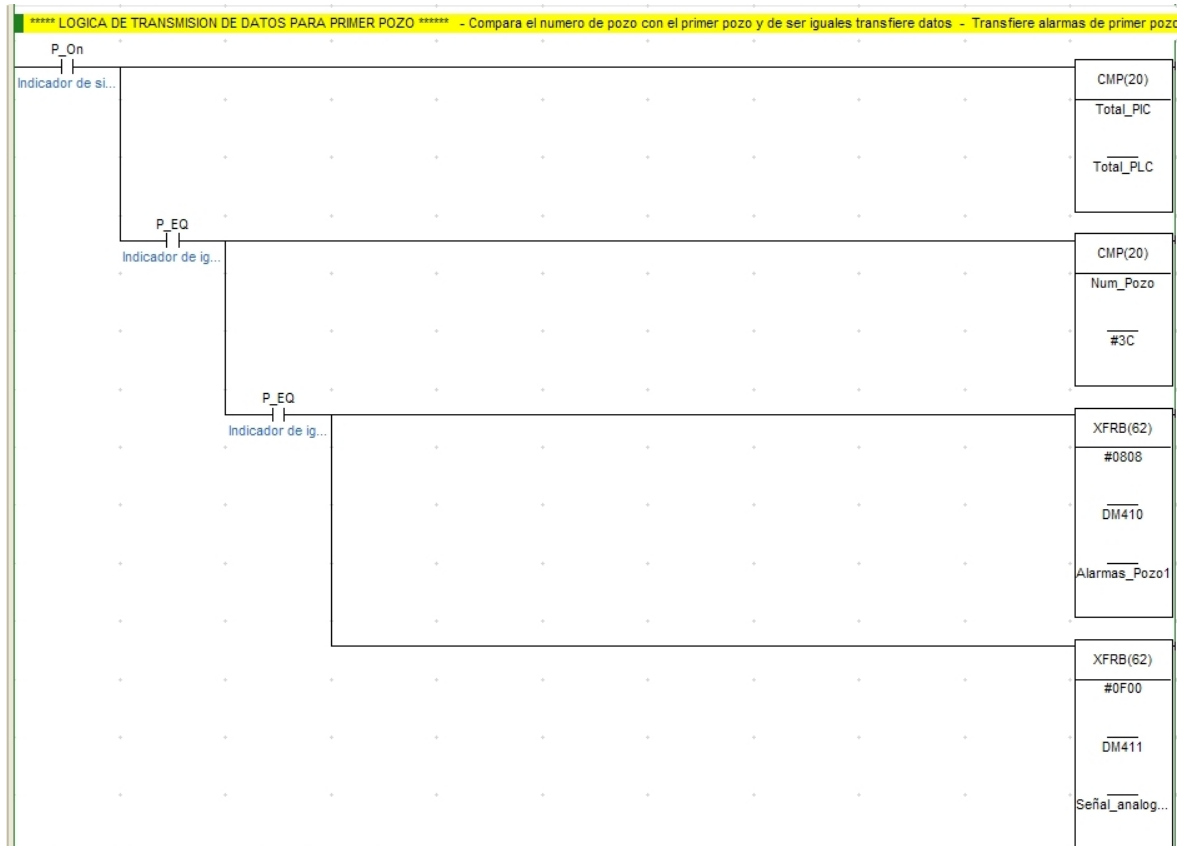 ***** LOGICA DE TRANSMISION DE DATOS PARA PRIMER POZO ****** - Compara el numero de pozo con el primer pozo y de ser iguales transfiere datos - Transfiere alarmas de primer pozo
P_On
Indicador de si...
CMP(20)
Total_PIC
Total_PLC
P_EQ
Indicador de ig...
CMP(20)
Num_Pozo
#3C
P_EQ
Indicador de ig...
XFRB(62)
#0808
DM410
Alarmas_Pozo1
XFRB(62)
#0F00
DM411
Señal_analog...